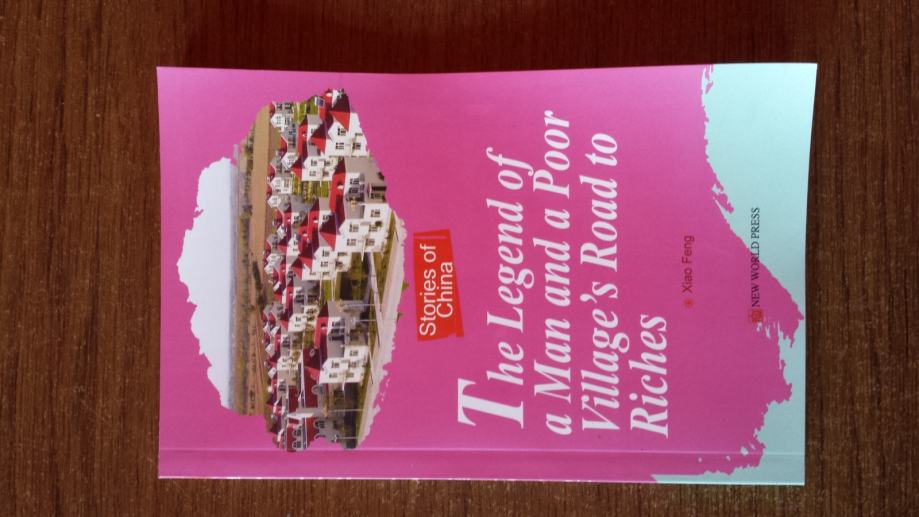 Stories of
China
The Legend of
a Man and a Poor
Village's Road to
Riches
Xiao Feng
NEW WORLD PRESS